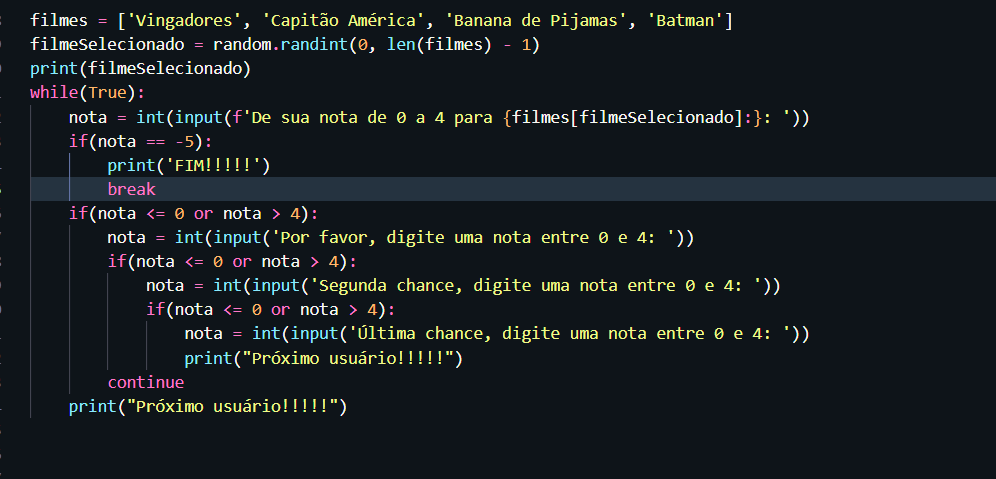 filmes = ['Vingadores', 'Capitão América', 'Banana de Pijamas', 'Batman']
filmeSelecionado = random.randint(0, len(filmes) - 1)
print(filmeSelecionado)
while(True):
    nota = int(input(f'De sua nota de 0 a 4 para {filmes[filmeSelecionado]:}: '))
    if(nota == -5):
        print('FIM!!!!!')
        break
    if(nota <= 0 or nota > 4):
        nota = int(input('Por favor, digite uma nota entre 0 e 4: '))
        if(nota <= 0 or nota > 4):
            nota = int(input('Segunda chance, digite uma nota entre 0 e 4: '))
            if(nota <= 0 or nota > 4):
                nota = int(input('Última chance, digite uma nota entre 0 e 4: '))
                print("Próximo usuário!!!!!")
        continue
    print("Próximo usuário!!!!!")